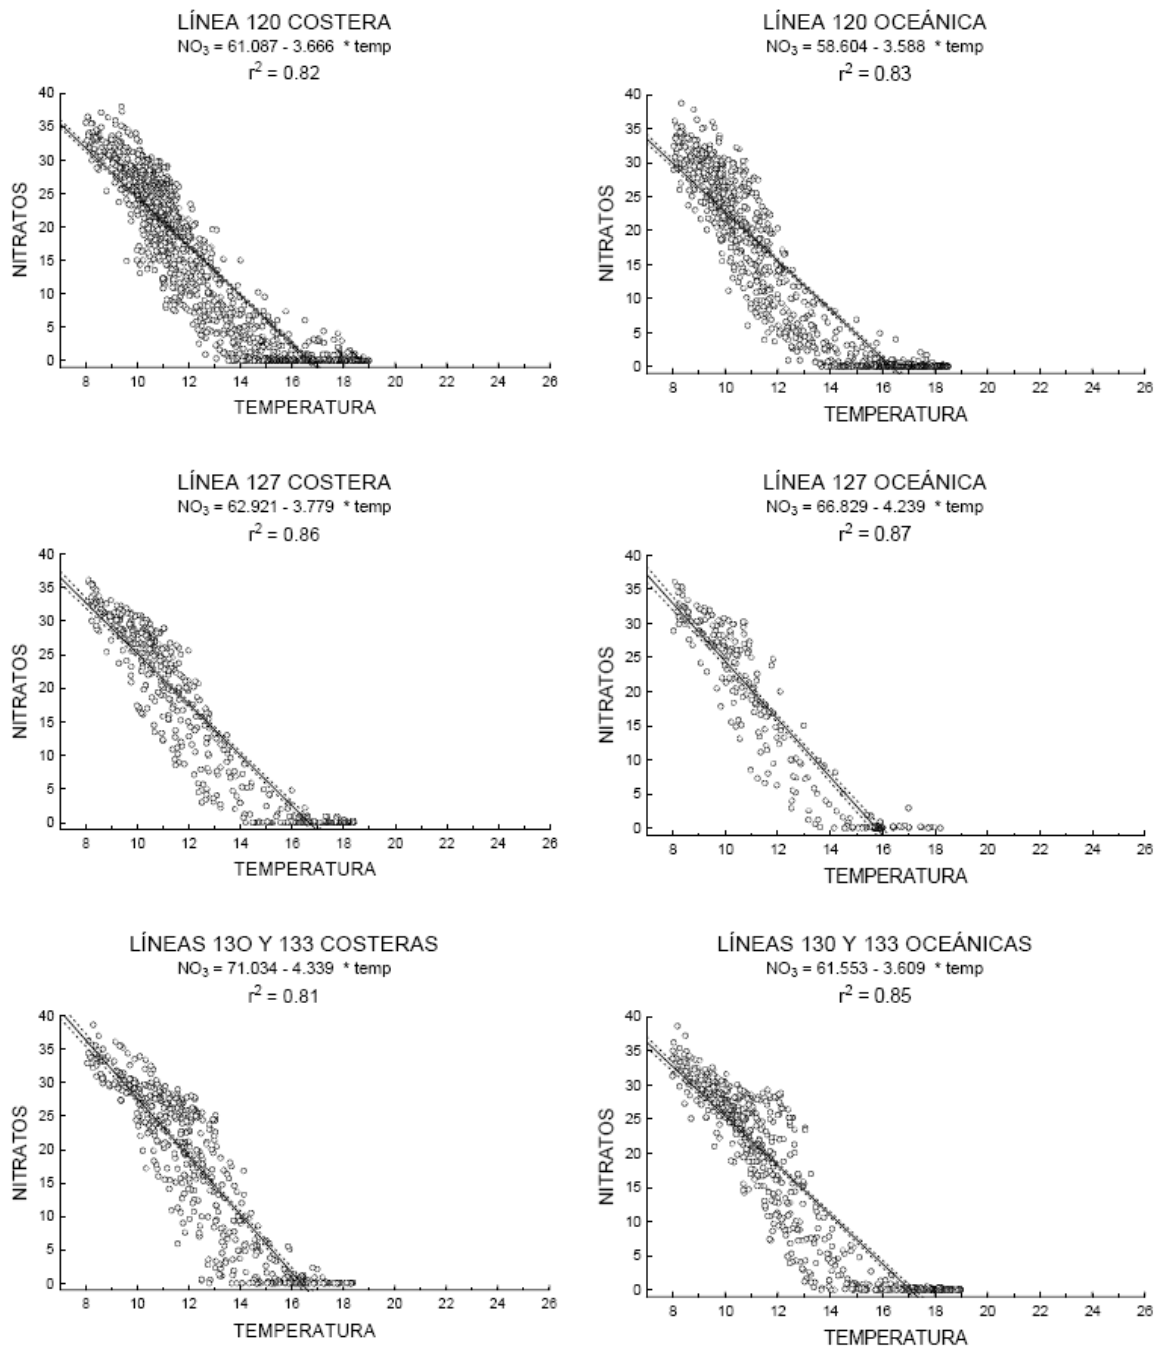 LÍNEA 120 COSTERA
NO3 = 61.087 - 3.666 * temp
r2 = 0.82
40
35
30
25
20
15
10
5
0
NITRATOS
8 10 12 14 16 18 20 22 24 26
TEMPERATURA
LÍNEA 120 OCEÁNICA
NO3 = 58.604 - 3.588 * temp
r2 = 0.83
40
35
30
25
20
15
10
5
0
NITRATOS
8 10 12 14 16 18 20 22 24 26
TEMPERATURA
LÍNEA 127 COSTERA
NO3 = 62.921 - 3.779 * temp
r2 = 0.86
40
35
30
25
20
15
10
5
0
NITRATOS
8 10 12 14 16 18 20 22 24 26
TEMPERATURA
LÍNEA 127 OCEÁNICA
NO3 = 66.829 - 4.239 * temp
r2 = 0.87
40
35
30
25
20
15
10
5
0
NITRATOS
8 10 12 14 16 18 20 22 24 26
TEMPERATURA
LÍNEAS 13O Y 133 COSTERAS
NO3 = 71.034 - 4.339 * temp
r2 = 0.81
40
35
30
25
20
15
10
5
0
NITRATOS
8 10 12 14 16 18 20 22 24 26
TEMPERATURA
LÍNEAS 130 Y 133 OCEÁNICAS
NO3 = 61.553 - 3.609 * temp
r2 = 0.85
40
35
30
25
20
15
10
5
0
NITRATOS
8 10 12 14 16 18 20 22 24 26
TEMPERATURA